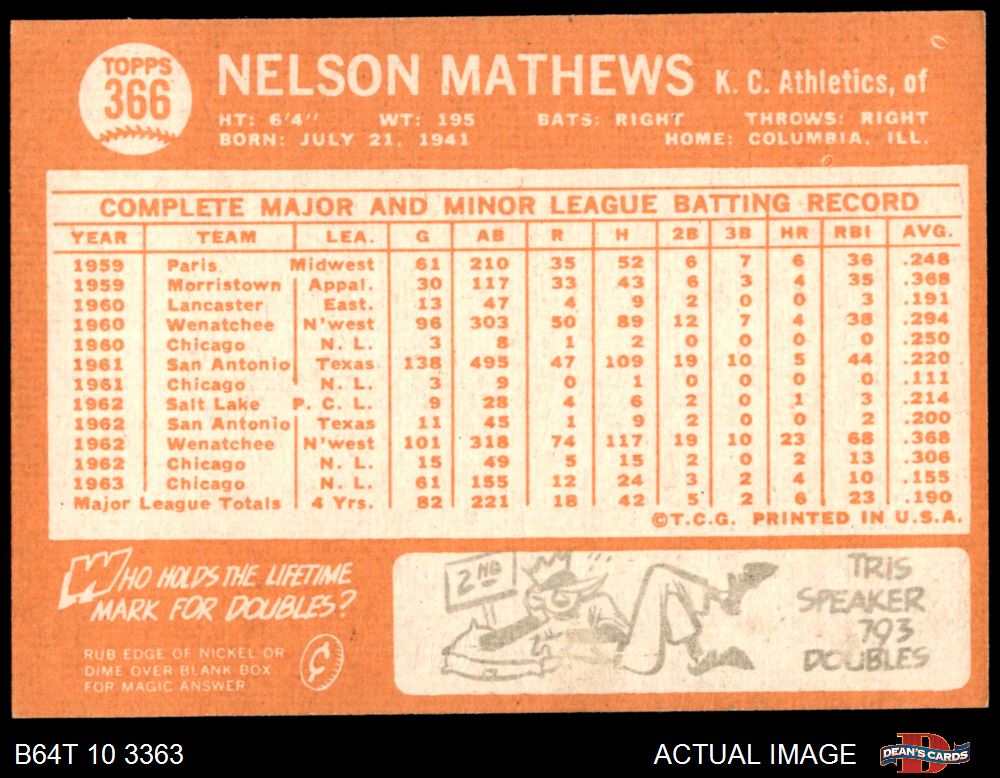 TOPPS
366
NELSON MATHEWS K. C. Athletics, of
HT: 6'4" WT: 195 BATS: RIGHT THROWS: RIGHT
BORN: JULY 21, 1941 HOME: COLUMBIA, ILL.
COMPLETE MAJOR AND MINOR LEAGUE BATTING RECORD
YEAR TEAM LEA. G AB R H 2B 3B HR RBI AVG.
1959 Paris Midwest 61 210 35 52 6 7 6 36 .248
1959 Morristown Appal. 30 117 33 43 6 3 4 35 .368
1960 Lancaster East. 13 47 4 9 2 0 0 3 .191
1960 Wenatchee N'west 96 303 50 89 12 7 4 38 .294
1960 Chicago N. L. 3 8 1 2 0 0 0 0 .250
1961 San Antonio Texas 138 495 47 109 19 10 5 44 .220
1961 Chicago N. L. 3 9 0 1 0 0 0 0 .111
1962 Salt Lake P. C. L. 9 28 4 6 2 0 1 3 .214
1962 San Antonio Texas 11 45 1 9 2 0 0 2 .200
1962 Wenatchee N'west 101 318 74 117 19 10 23 68 .368
1962 Chicago N. L. 15 49 5 15 2 0 2 13 .306
1963 Chicago N. L. 61 155 12 24 3 2 4 10 .155
Major League Totals 4 Yrs. 82 221 18 42 5 2 6 23 .190
©T.C.G. PRINTED IN U.S.A.
WHO HOLDS THE LIFETIME
MARK FOR DOUBLES?
RUB EDGE OF NICKEL OR
DIME OVER BLANK BOX
FOR MAGIC ANSWER
¢
2ND
TRIS
SPEAKER
793
DOUBLES
B64T 10 3363
ACTUAL IMAGE
DEAN'S CARDS